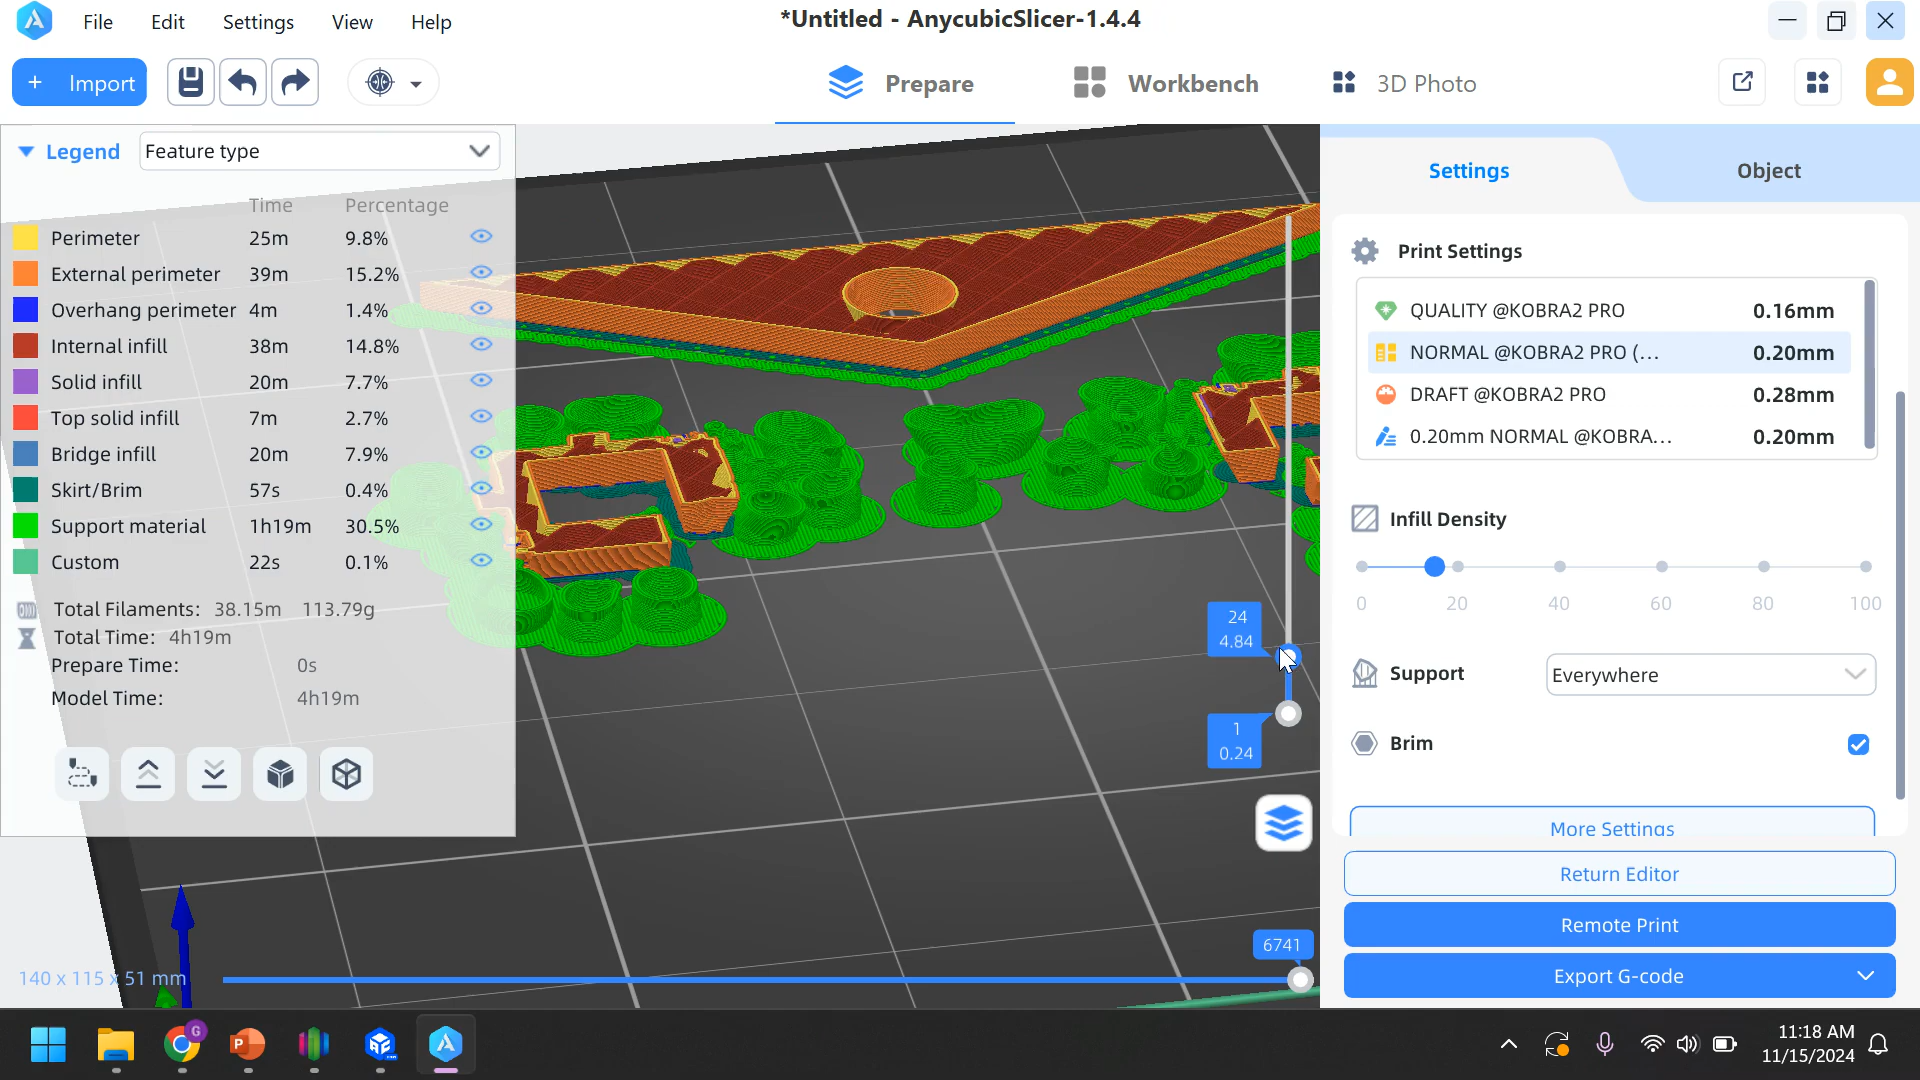 *Untitled - AnycubicSlicer-1.4.4
File Edit Settings View Help
+ Import
Prepare Workbench 3D Photo
Legend Feature type
Time Percentage
Perimeter 25m 9.8%
External perimeter 39m 15.2%
Overhang perimeter 4m 1.4%
Internal infill 38m 14.8%
Solid infill 20m 7.7%
Top solid infill 7m 2.7%
Bridge infill 20m 7.9%
Skirt/Brim 57s 0.4%
Support material 1h19m 30.5%
Custom 22s 0.1%
Total Filaments: 38.15m 113.79g
Total Time: 4h19m
Prepare Time: 0s
Model Time: 4h19m
140 x 115 x 51 mm
24
4.84
1
0.24
6741
Settings Object
Print Settings
QUALITY @KOBRA2 PRO 0.16mm
NORMAL @KOBRA2 PRO (... 0.20mm
DRAFT @KOBRA2 PRO 0.28mm
0.20mm NORMAL @KOBRA... 0.20mm
Infill Density
0 20 40 60 80 100
Support Everywhere
Brim
More Settings
Return Editor
Remote Print
Export G-code
G
P
11:18 AM
11/15/2024